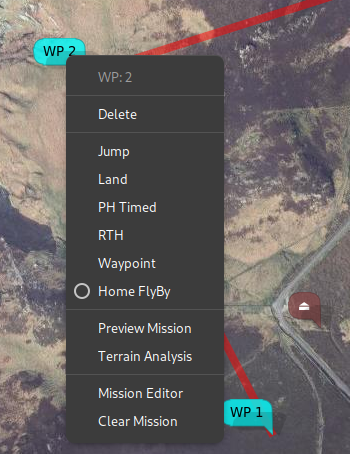 WP 2
WP: 2
Delete
Jump
Land
PH Timed
RTH
Waypoint
Home FlyBy
Preview Mission
Terrain Analysis
Mission Editor
Clear Mission
WP 1